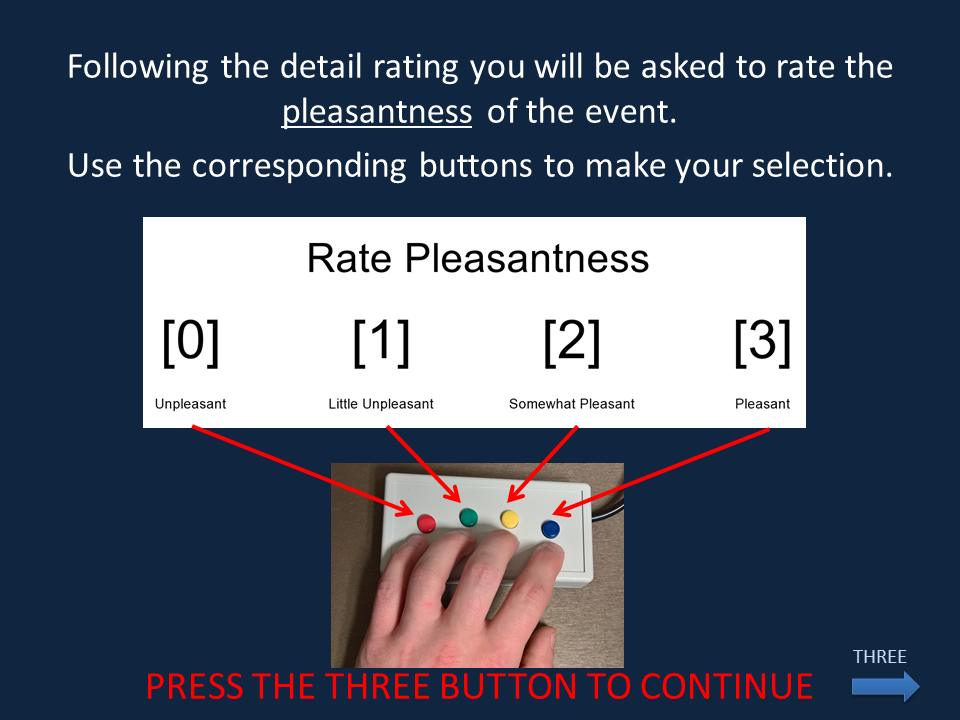 Following the detail rating you will be asked to rate the
pleasantness of the event.
Use the corresponding buttons to make your selection.
Rate Pleasantness
[0] [1] [2] [3]
Unpleasant Little Unpleasant Somewhat Pleasant Pleasant
THREE
PRESS THE THREE BUTTON TO CONTINUE